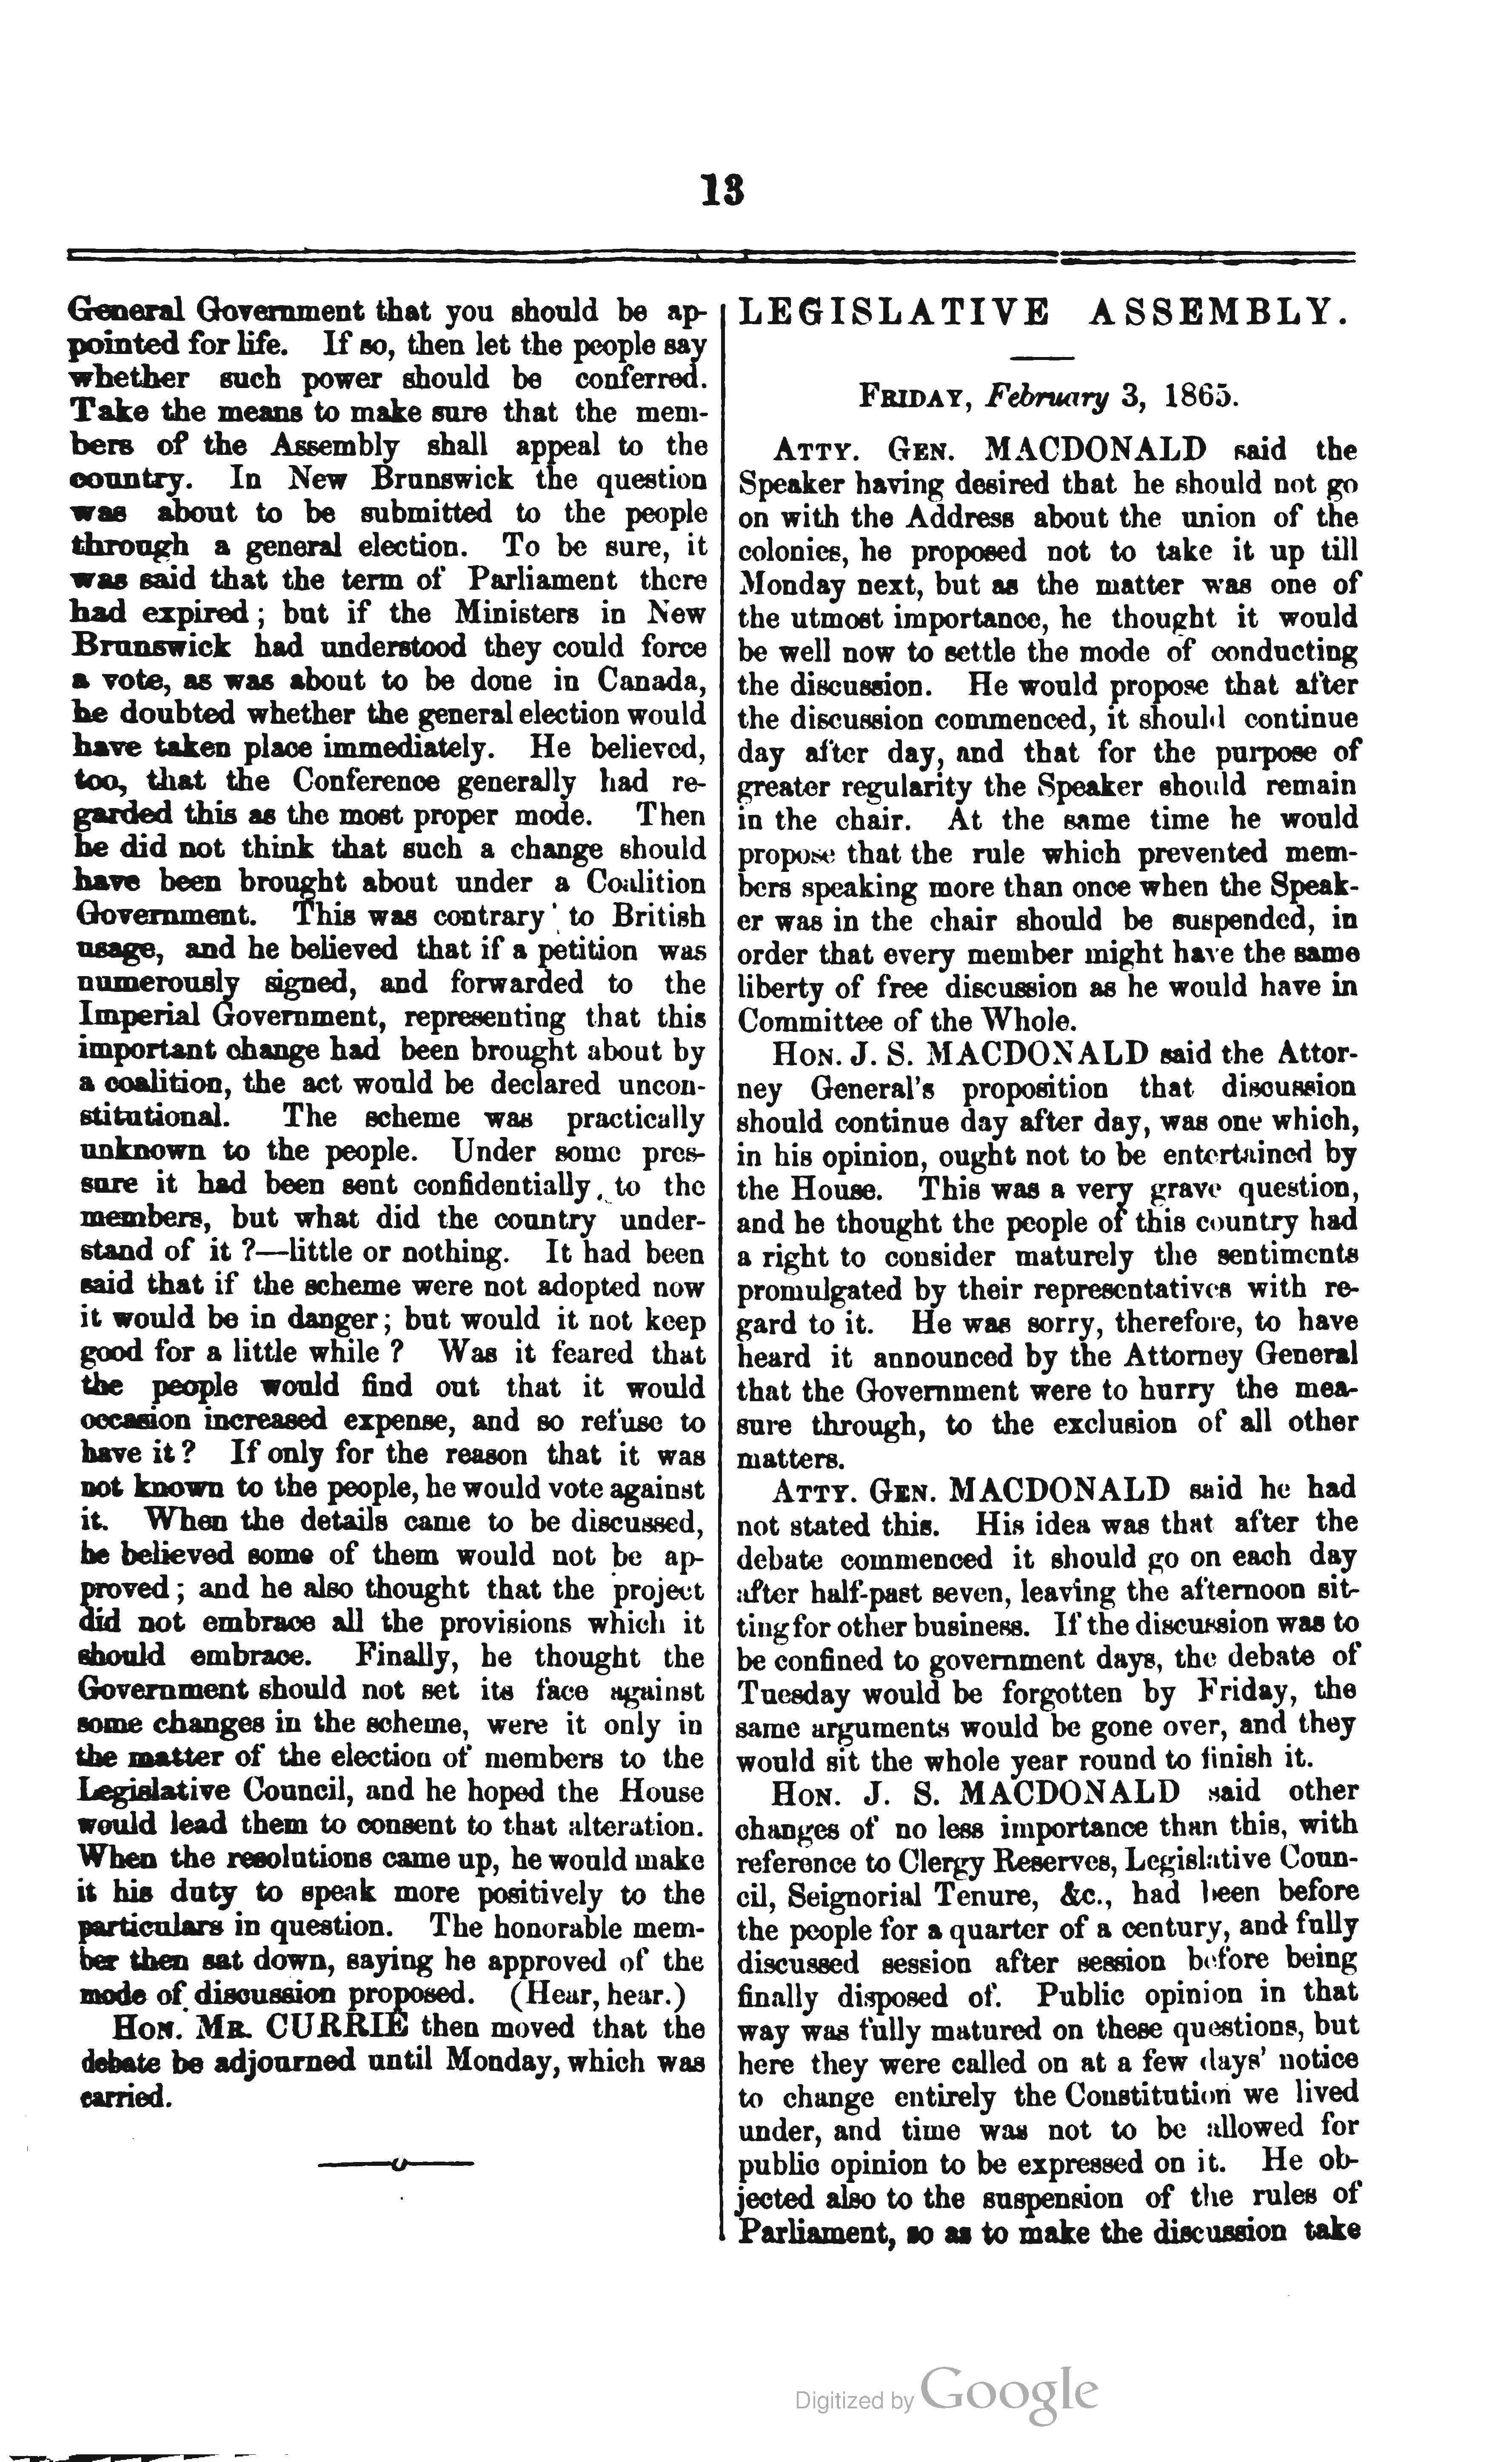 13
General Government that you should be ap-
pointed for life. If so, then let the people say
whether such power should be conferred.
Take the means to make sure that the mem-
bers of the Assembly shall appeal to the
country. In New Brunswick the question
was about to be submitted to the people
through a general election. To be sure, it
was said that the term of Parliament there
had expired; but if the Ministers in New
Brunswick had understood they could force
a vote, as was about to be done in Canada,
he doubted whether the general election would
have taken place immediately. He believed,
too, that the Conference generally had re-
garded this as the most proper mode. Then
he did not think that such a change should
have been brought about under a Coalition
Government. This was contrary to British
usage, and he believed that if a petition was
numerously signed, and forwarded to the
Imperial Government, representing that this
important change had been brought about by
a coalition, the act would be declared uncon-
stitutional. The scheme was practically
unknown to the people. Under some pres-
sure it had been sent confidentially, to the
members, but what did the country under-
stand of it ?—little or nothing. It had been
said that if the scheme were not adopted now
it would be in danger; but would it not keep
good for a little while ? Was it feared that
the people would find out that it would
occasion increased expense, and so refuse to
have it ? If only for the reason that it was
not known to the people, he would vote against
it. When the details came to be discussed,
he believed some of them would not be ap-
proved; and he also thought that the project
did not embrace all the provisions which it
should embrace. Finally, he thought the
Government should not set its face against
some changes in the scheme, were it only in
the matter of the election of members to the
Legislative Council, and he hoped the House
would lead them to consent to that alteration.
When the resolutions came up, he would make
it his duty to speak more positively to the
particulars in question. The honorable mem-
ber then sat down, saying he approved of the
mode of discussion proposed. (Hear, hear.)
HON. MR. CURRIE then moved that the
debate be adjourned until Monday, which was
carried.
LEGISLATIVE ASSEMBLY.
FRIDAY, February 3, 1865.
ATTY. GEN. MACDONALD said the
Speaker having desired that he should not go
on with the Address about the union of the
colonies, he proposed not to take it up till
Monday next, but as the matter was one of
the utmost importance, he thought it would
be well now to settle the mode of conducting
the discussion. He would propose that after
the discussion commenced, it should continue
day after day, and that for the purpose of
greater regularity the Speaker should remain
in the chair. At the same time he would
propose that the rule which prevented mem-
bers speaking more than once when the Speak-
er was in the chair should be suspended, in
order that every member might have the same
liberty of free discussion as he would have in
Committee of the Whole.
HON. J. S. MACDONALD said the Attor-
ney General's proposition that discussion
should continue day after day, was one which,
in his opinion, ought not to be entertained by
the House. This was a very grave question,
and he thought the people of this country had
a right to consider maturely the sentiments
promulgated by their representatives with re-
gard to it. He was sorry, therefore, to have
heard it announced by the Attorney General
that the Government were to hurry the mea-
sure through, to the exclusion of all other
matters.
ATTY. GEN. MACDONALD said he had
not stated this. His idea was that after the
debate commenced it should go on each day
after half-past seven, leaving the afternoon sit-
ting for other business. If the discussion was to
be confined to government days, the debate of
Tuesday would be forgotten by Friday, the
same arguments would be gone over, and they
would sit the whole year round to finish it.
HON. J. S. MACDONALD said other
changes of no less importance than this, with
reference to Clergy Reserves, Legislative Coun-
cil, Seignorial Tenure, &c., had been before
the people for a quarter of a century, and fully
discussed session after session before being
finally disposed of. Public opinion in that
way was fully matured on these questions, but
here they were called on at a few days' notice
to change entirely the Constitution we lived
under, and time was not to be allowed for
public opinion to be expressed on it. He ob-
jected also to the suspension of the rules of
Parliament, so as to make the discussion take
Digitized by Google